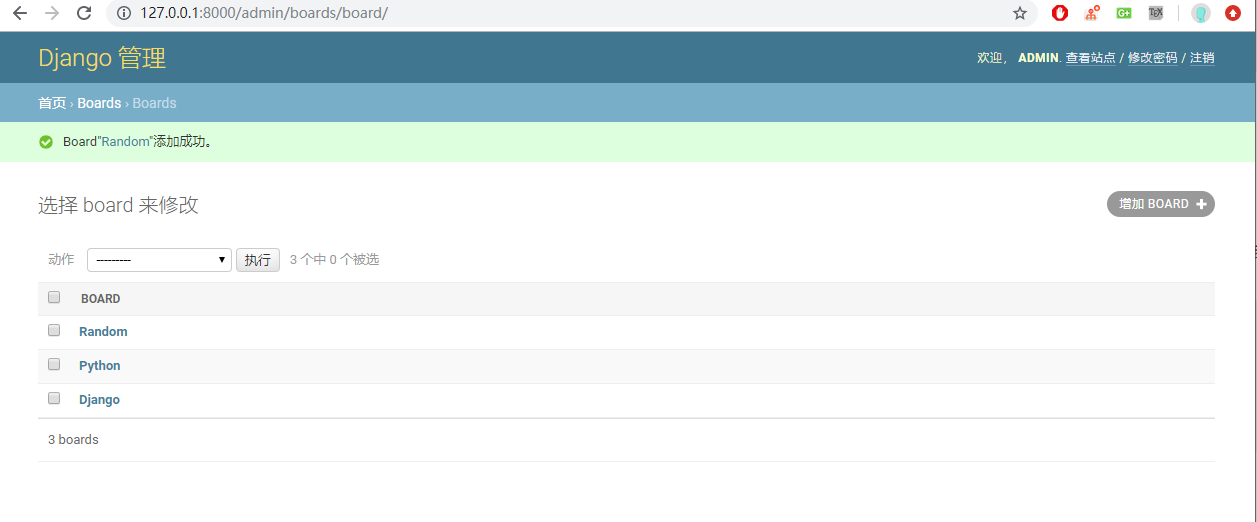 127.0.0.1:8000/admin/boards/board/
Django 管理
欢迎， ADMIN. 查看站点 / 修改密码 / 注销
首页 › Boards › Boards
Board"Random"添加成功。
选择 board 来修改
增加 BOARD
动作 --------- 执行 3 个中 0 个被选
BOARD
Random
Python
Django
3 boards
G+
TEX